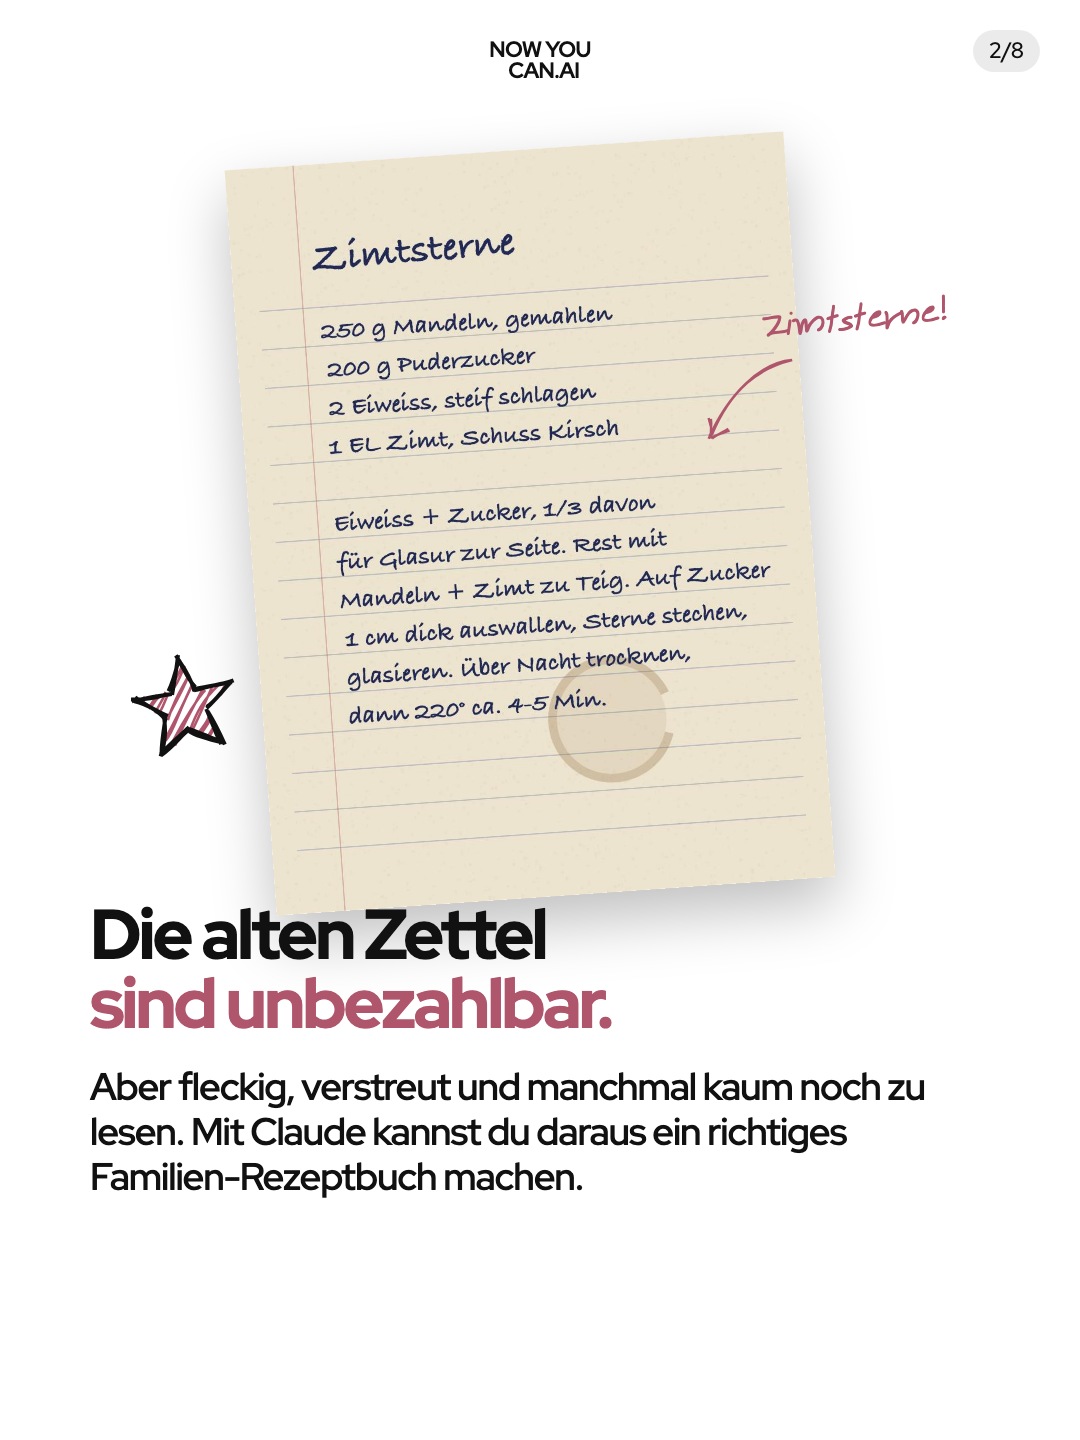 NOW YOU
CAN.AI
2/8
Zimtsterne
250 g Mandeln, gemahlen
200 g Puderzucker
2 Eiweiss, steif schlagen
1 EL Zimt, Schuss Kirsch
Zimtsterne!
Eiweiss + Zucker, 1/3 davon
für Glasur zur Seite. Rest mit
Mandeln + Zimt zu Teig. Auf Zucker
1 cm dick auswallen, Sterne stechen,
glasieren. Über Nacht trocknen,
dann 220° ca. 4-5 Min.
Die alten Zettel
sind unbezahlbar.
Aber fleckig, verstreut und manchmal kaum noch zu
lesen. Mit Claude kannst du daraus ein richtiges
Familien-Rezeptbuch machen.